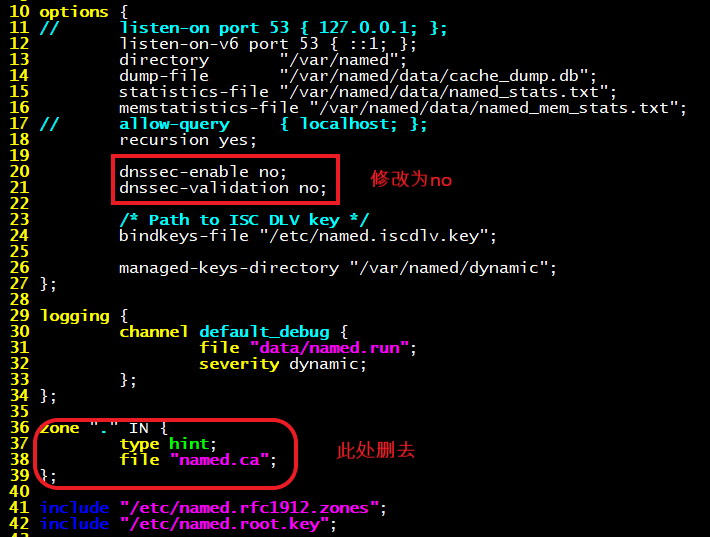 10 options {
11 //      listen-on port 53 { 127.0.0.1; };
12         listen-on-v6 port 53 { ::1; };
13         directory       "/var/named";
14         dump-file       "/var/named/data/cache_dump.db";
15         statistics-file "/var/named/data/named_stats.txt";
16         memstatistics-file "/var/named/data/named_mem_stats.txt";
17 //      allow-query     { localhost; };
18         recursion yes;
19
20         dnssec-enable no;
21         dnssec-validation no;
修改为no
22
23         /* Path to ISC DLV key */
24         bindkeys-file "/etc/named.iscdlv.key";
25
26         managed-keys-directory "/var/named/dynamic";
27 };
28
29 logging {
30         channel default_debug {
31                 file "data/named.run";
32                 severity dynamic;
33         };
34 };
35
36 zone "." IN {
37         type hint;
38         file "named.ca";
此处删去
39 };
40
41 include "/etc/named.rfc1912.zones";
42 include "/etc/named.root.key";